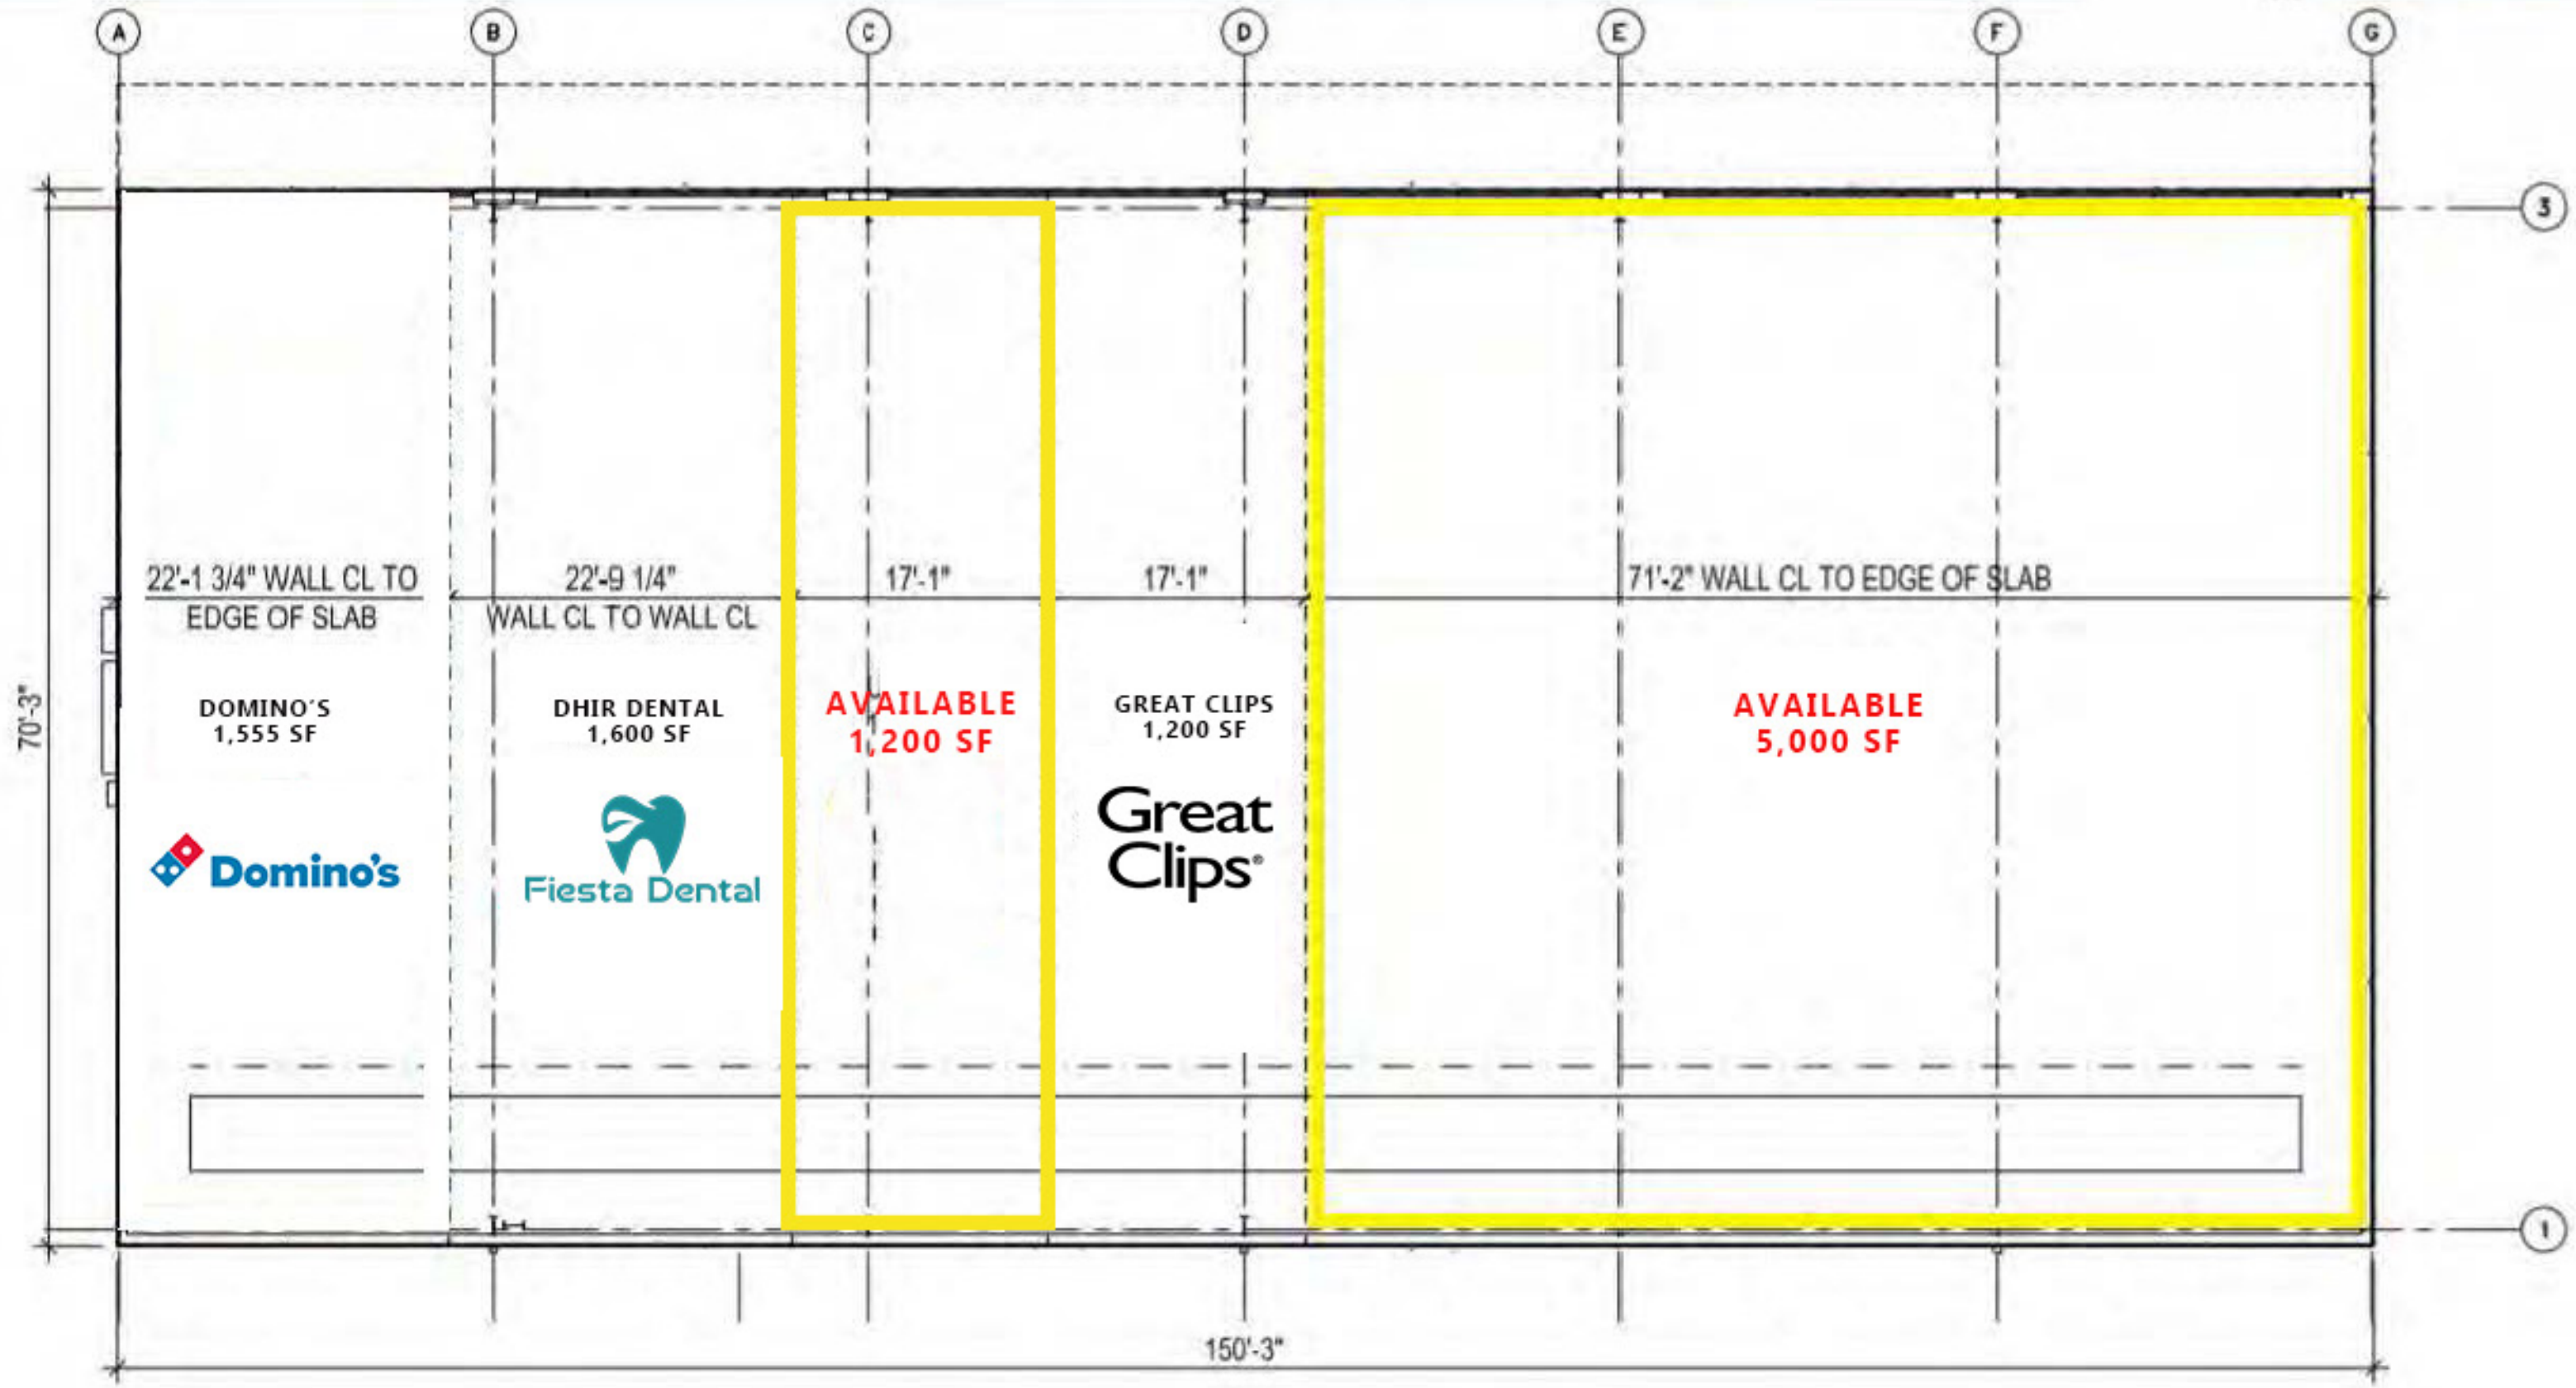 A
B
C
D
E
F
G
3
22'-1 3/4" WALL CL TO
EDGE OF SLAB
22'-9 1/4"
WALL CL TO WALL CL
17'-1"
17'-1"
71'-2" WALL CL TO EDGE OF SLAB
70'-3"
DOMINO'S
1,555 SF
DHIR DENTAL
1,600 SF
AVAILABLE
1,200 SF
GREAT CLIPS
1,200 SF
AVAILABLE
5,000 SF
Domino's
Fiesta Dental
Great
Clips®
1
150'-3"